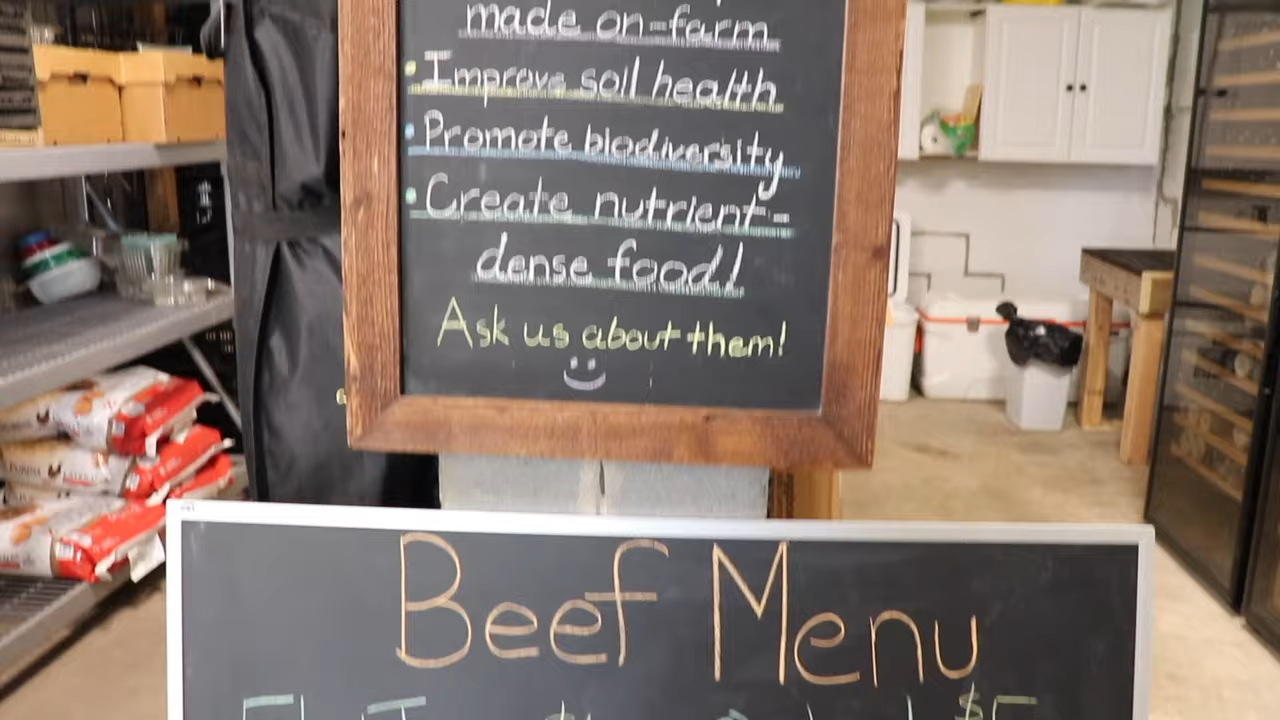 made on-farm
• Improve soil health
• Promote biodiversity
• Create nutrient-
dense food!
Ask us about them!
Beef Menu